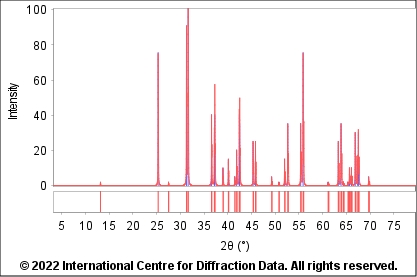 100
80
60
40
20
0
Intensity
5 10 15 20 25 30 35 40 45 50 55 60 65 70 75
2θ (°)
© 2022 International Centre for Diffraction Data. All rights reserved.